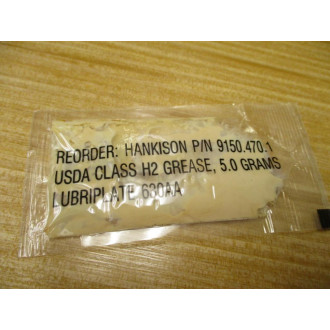 REORDER: HANKISON P/N 9150.470.1
USDA CLASS H2 GREASE, 5.0 GRAMS
LUBRIPLATE 630AA